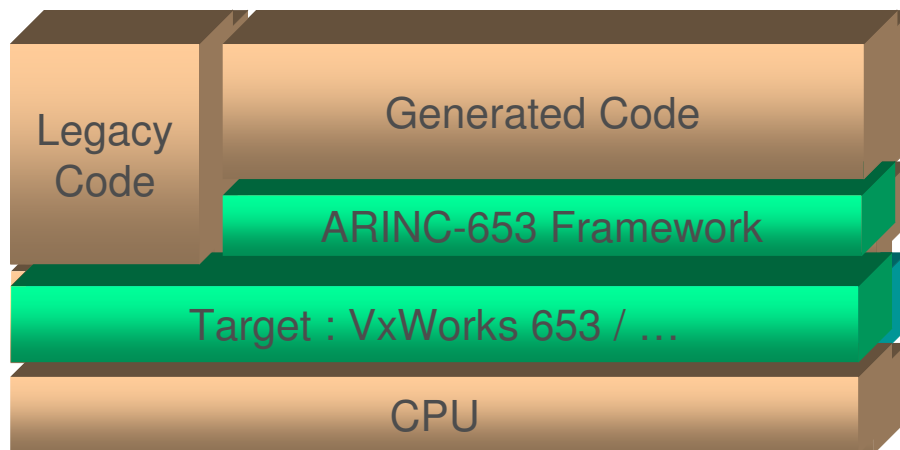 Legacy
Code
Generated Code
ARINC-653 Framework
Target : VxWorks 653 / …
CPU